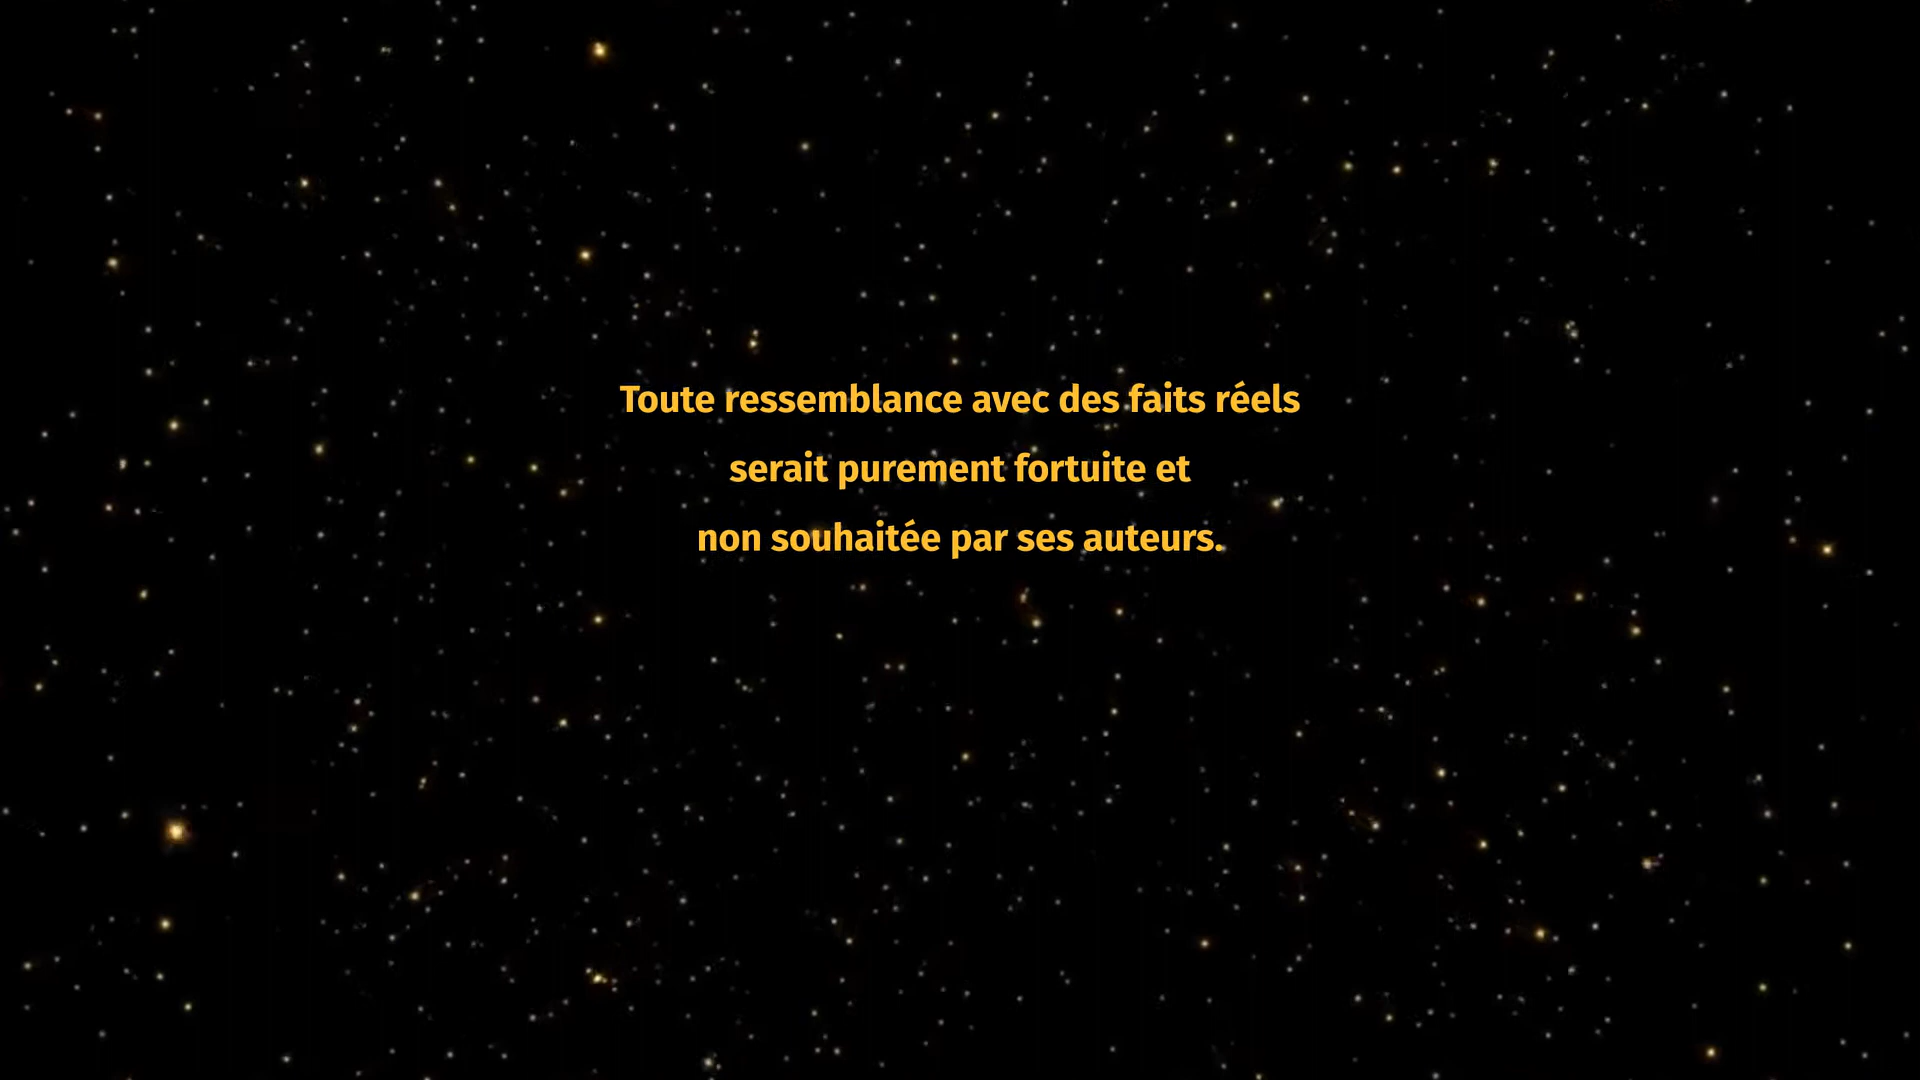 Toute ressemblance avec des faits réels
serait purement fortuite et
non souhaitée par ses auteurs.